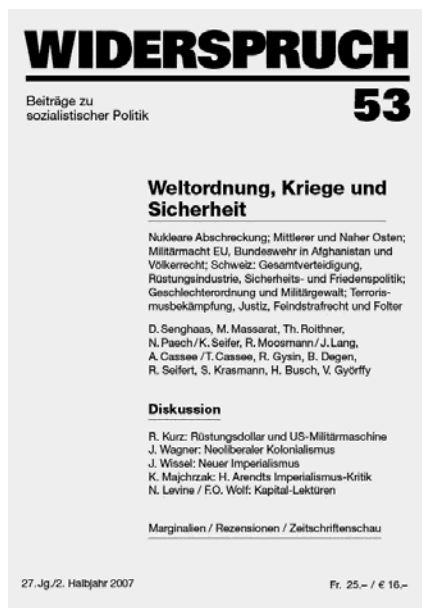 WIDERSPRUCH
Beiträge zu
sozialistischer Politik
53
Weltordnung, Kriege und
Sicherheit
Nukleare Abschreckung; Mittlerer und Naher Osten;
Militärmacht EU, Bundeswehr in Afghanistan und
Völkerrecht; Schweiz: Gesamtverteidigung,
Rüstungsindustrie, Sicherheits- und Friedenspolitik;
Geschlechterordnung und Militärgewalt; Terroris-
musbekämpfung, Justiz, Feindstrafrecht und Folter
D. Senghaas, M. Massarat, Th. Roithner,
N. Paech / K. Seifer, R. Moosmann / J. Lang,
A. Cassee / T. Cassee, R. Gysin, B. Degen,
R. Seifert, S. Krasmann, H. Busch, V. Györffy
Diskussion
R. Kurz: Rüstungsdollar und US-Militärmaschine
J. Wagner: Neoliberaler Kolonialismus
J. Wissel: Neuer Imperialismus
K. Majchrzak: H. Arendts Imperialismus-Kritik
N. Levine / F.O. Wolf: Kapital-Lektüren
Marginalien / Rezensionen / Zeitschriftenschau
27. Jg./2. Halbjahr 2007
Fr. 25.– / € 16.–